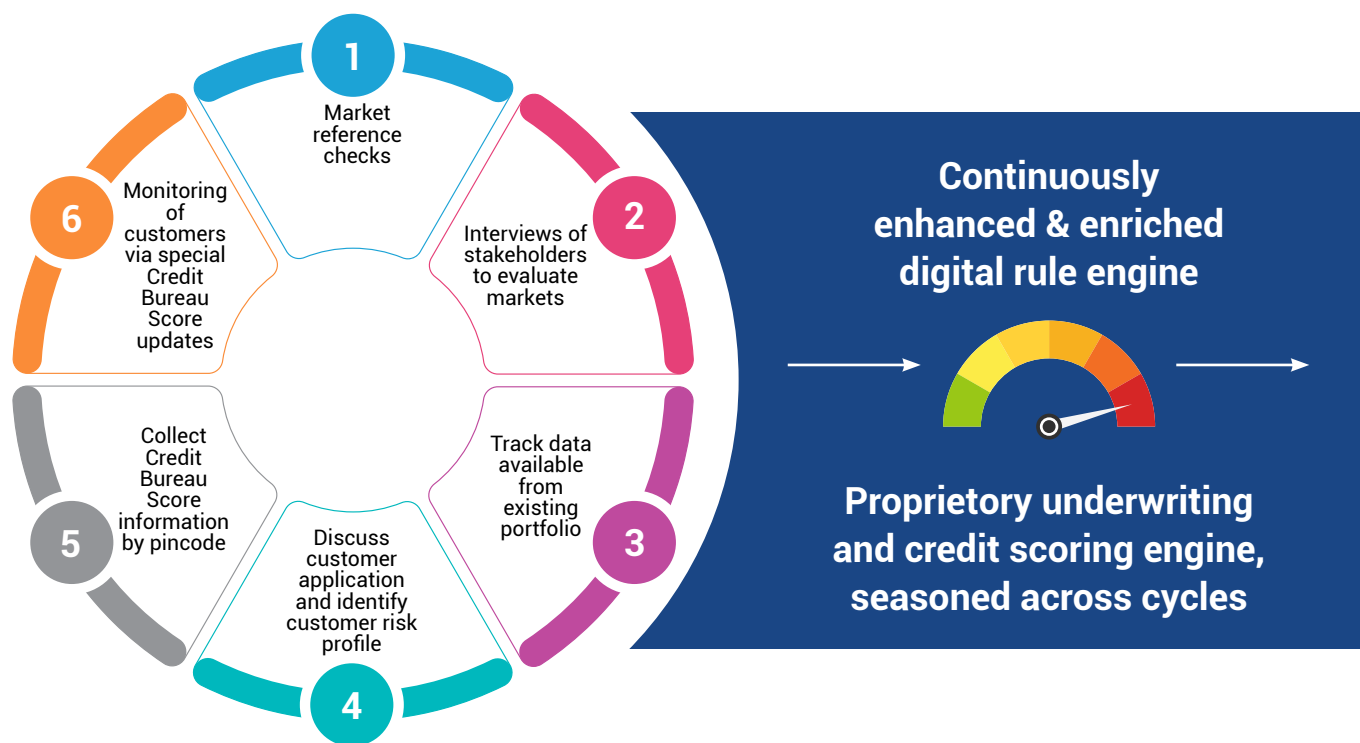 1
Market
reference
checks
2
Interviews of
stakeholders
to evaluate
markets
3
Track data
available
from
existing
portfolio
4
Discuss
customer
application
and identify
customer risk
profile
5
Collect
Credit
Bureau
Score
information
by pincode
6
Monitoring
of
customers
via special
Credit
Bureau
Score
updates
Continuously
enhanced & enriched
digital rule engine
Proprietory underwriting
and credit scoring engine,
seasoned across cycles